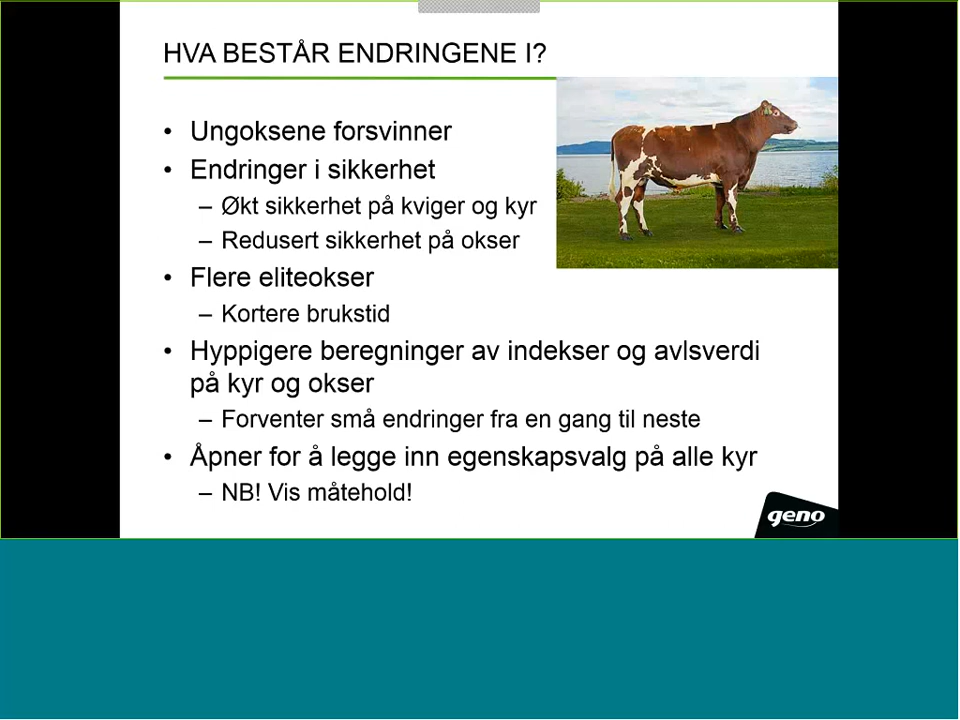 HVA BESTÅR ENDRINGENE I?
• Ungoksene forsvinner
• Endringer i sikkerhet
– Økt sikkerhet på kviger og kyr
– Redusert sikkerhet på okser
• Flere eliteokser
– Kortere brukstid
• Hyppigere beregninger av indekser og avlsverdi
på kyr og okser
– Forventer små endringer fra en gang til neste
• Åpner for å legge inn egenskapsvalg på alle kyr
– NB! Vis måtehold!
geno